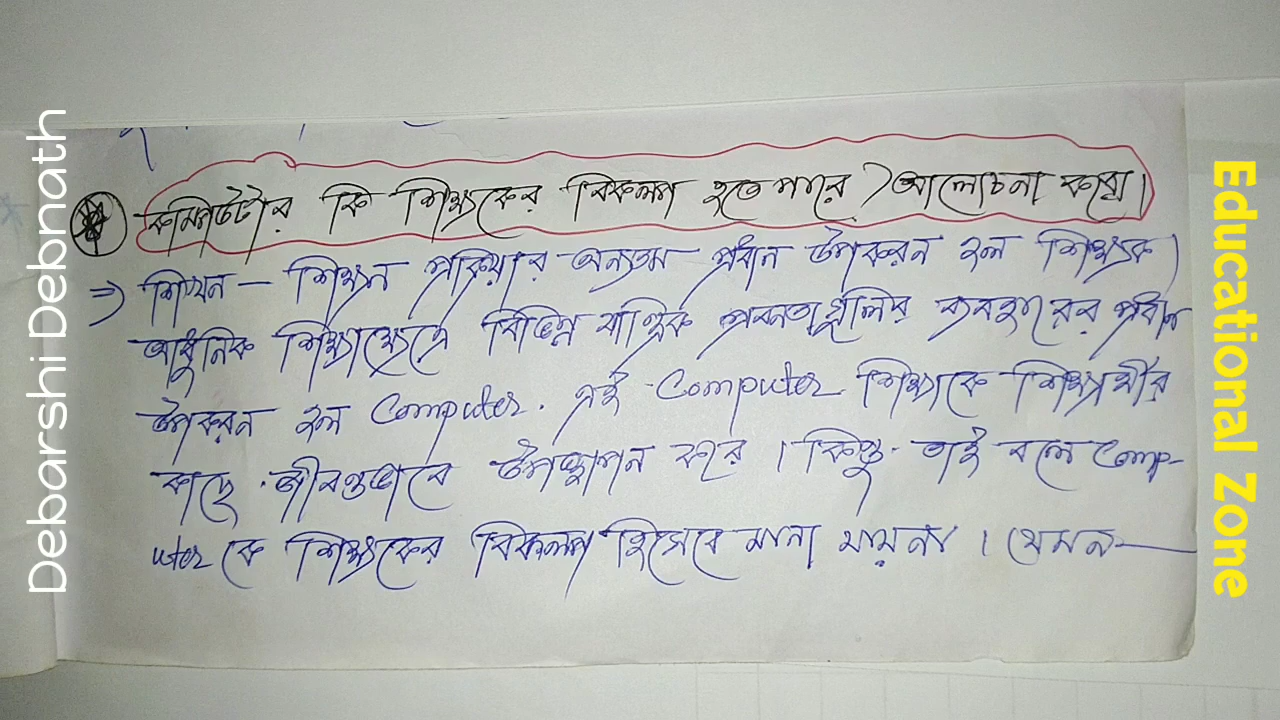 কম্পিউটার কি শিক্ষকের বিকল্প হতে পারে? আলোচনা করো।
⇒ শিখন – শিক্ষন প্রক্রিয়ার অন্যতম প্রধান উপকরন হল শিক্ষক।
আধুনিক শিক্ষাক্ষেত্রে বিভিন্ন যান্ত্রিক প্রবনতাগুলির ব্যবহারের প্রধান
উপকরন হল Computer. এই Computer শিক্ষাকে শিক্ষার্থীর
কাছে জীবন্তভাবে উপস্থাপন করে। কিন্তু তাই বলে Comp-
uter কে শিক্ষকের বিকল্প হিসেবে মানা যায়না। যেমন—
Debarshi Debnath
Educational Zone